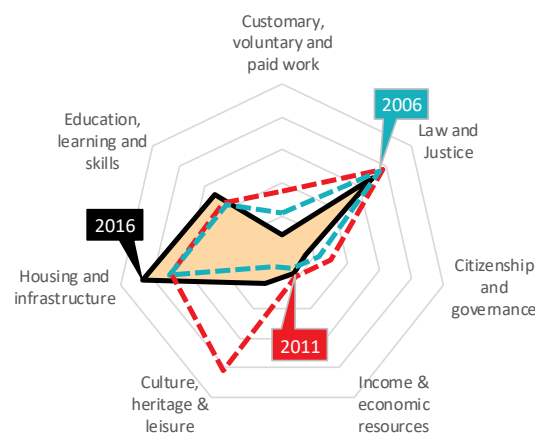 Customary,
voluntary and
paid work
2006
Law and
Justice
Education,
learning and
skills
2016
Housing and
infrastructure
Citizenship
and
governance
2011
Culture,
heritage &
leisure
Income &
economic
resources